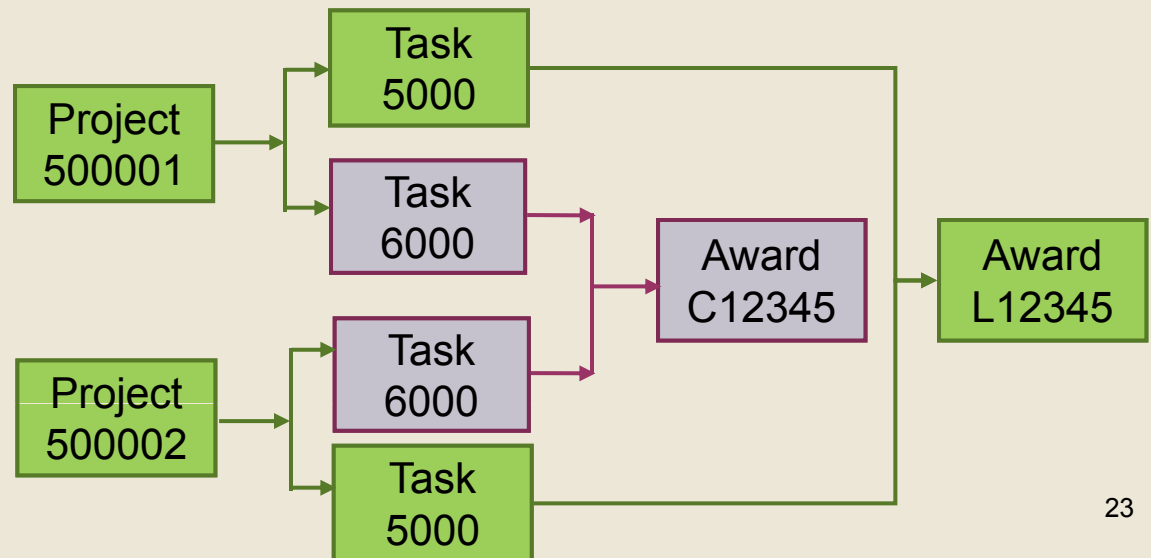 Project
500001
Task
5000
Task
6000
Project
500002
Task
6000
Task
5000
Award
C12345
Award
L12345
23